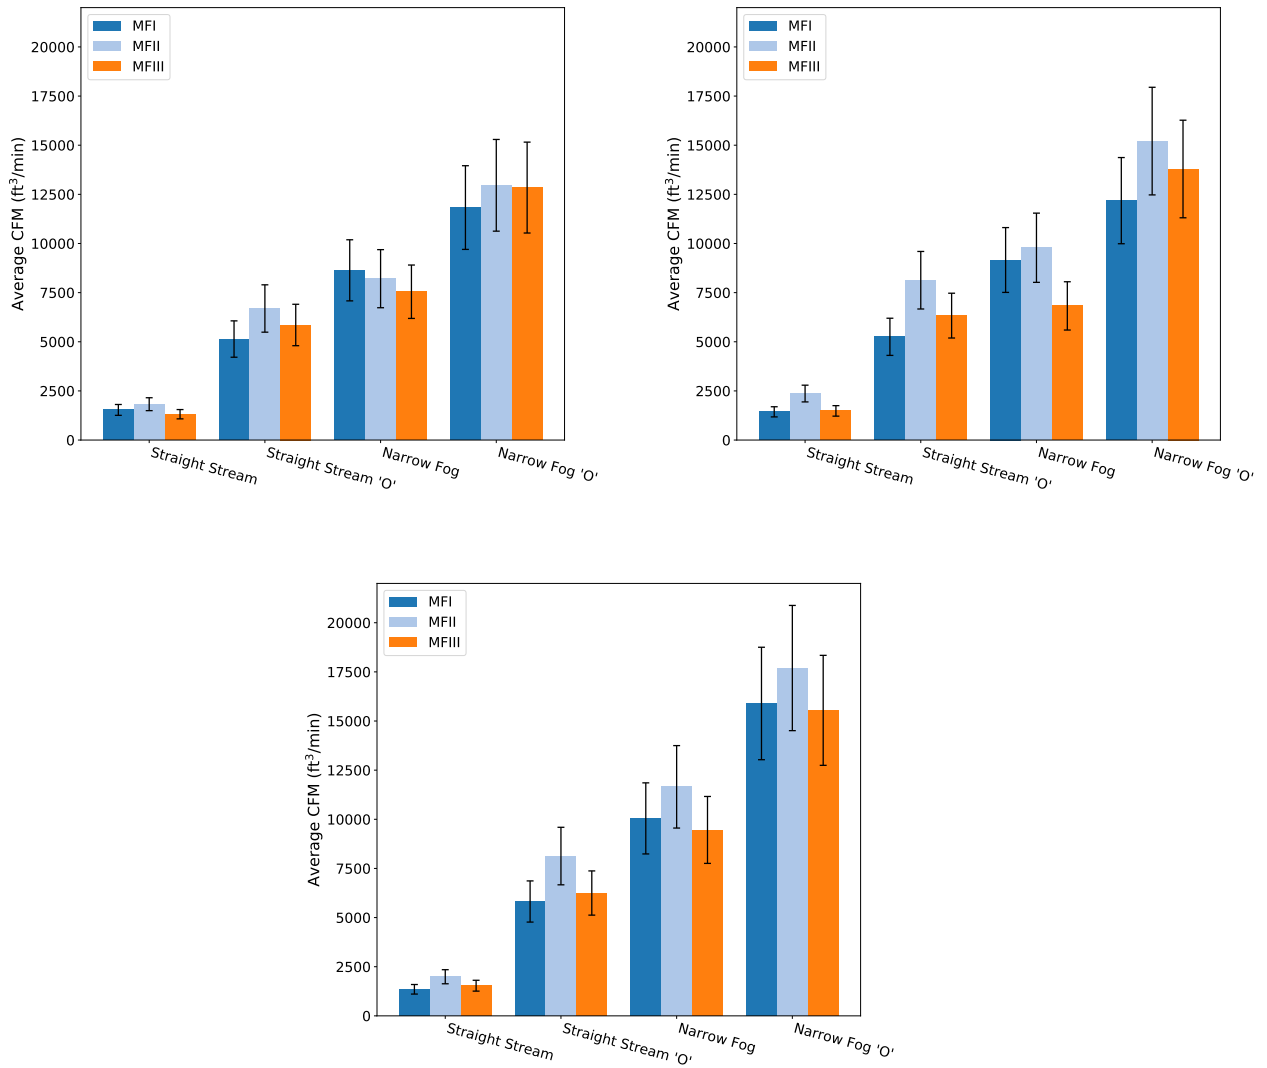 MFI
MFII
MFIII
Average CFM (ft³/min)
20000
17500
15000
12500
10000
7500
5000
2500
0
Straight Stream
Straight Stream 'O'
Narrow Fog
Narrow Fog 'O'
MFI
MFII
MFIII
Average CFM (ft³/min)
20000
17500
15000
12500
10000
7500
5000
2500
0
Straight Stream
Straight Stream 'O'
Narrow Fog
Narrow Fog 'O'
MFI
MFII
MFIII
Average CFM (ft³/min)
20000
17500
15000
12500
10000
7500
5000
2500
0
Straight Stream
Straight Stream 'O'
Narrow Fog
Narrow Fog 'O'